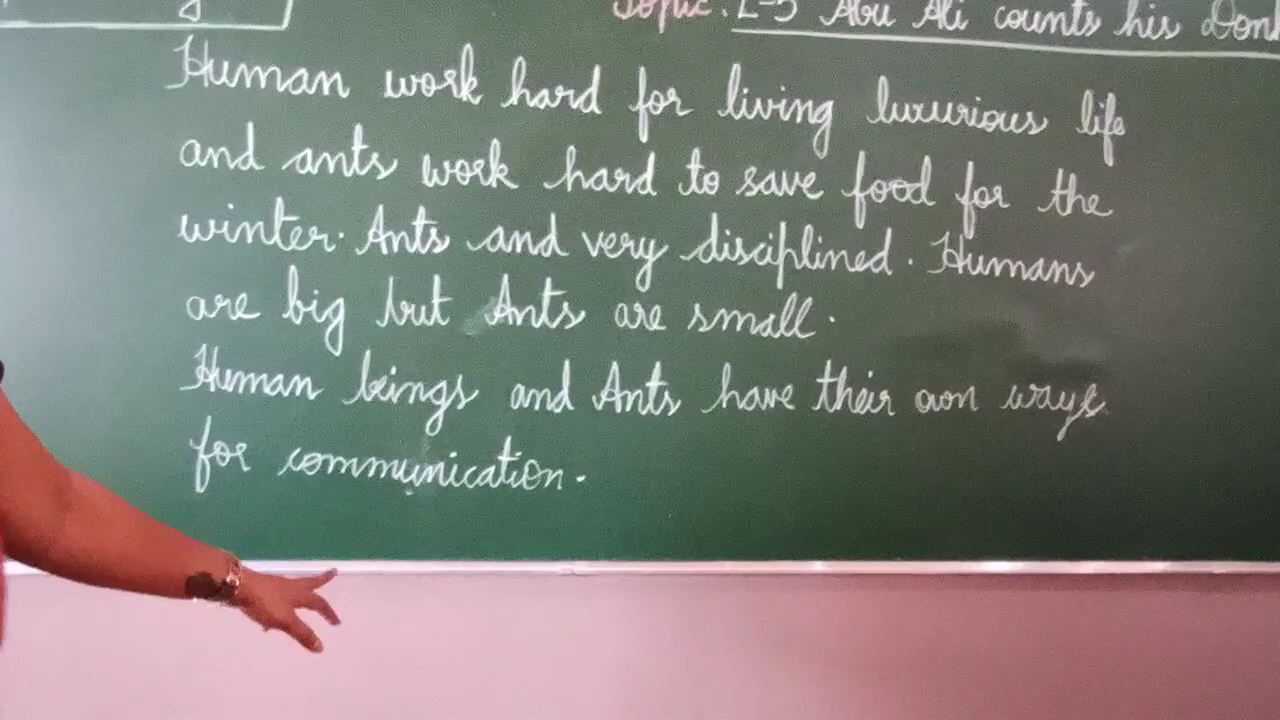 Topic: L-5 Abu Ali counts his
Human work hard for living luxurious life
and ants work hard to save food for the
winter. Ants and very disciplined. Humans
are big but Ants are small.
Human beings and Ants have their own ways
for communication.